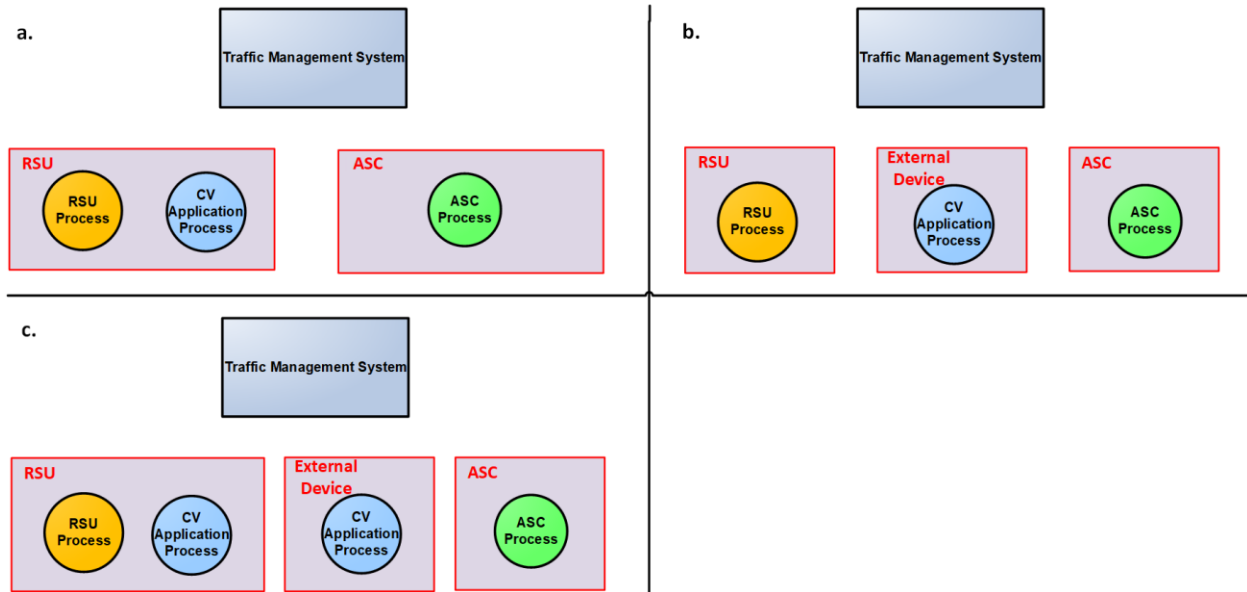 a.
Traffic Management System
RSU
RSU
Process
CV
Application
Process
ASC
ASC
Process
b.
Traffic Management System
RSU
RSU
Process
External
Device
CV
Application
Process
ASC
ASC
Process
c.
Traffic Management System
RSU
RSU
Process
CV
Application
Process
External
Device
CV
Application
Process
ASC
ASC
Process